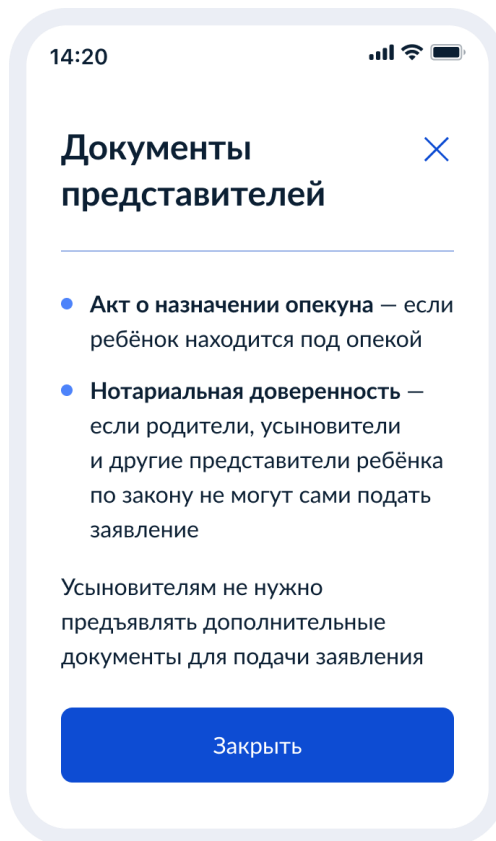 14:20
Документы
представителей
Акт о назначении опекуна — если
ребёнок находится под опекой
Нотариальная доверенность —
если родители, усыновители
и другие представители ребёнка
по закону не могут сами подать
заявление
Усыновителям не нужно
предъявлять дополнительные
документы для подачи заявления
Закрыть